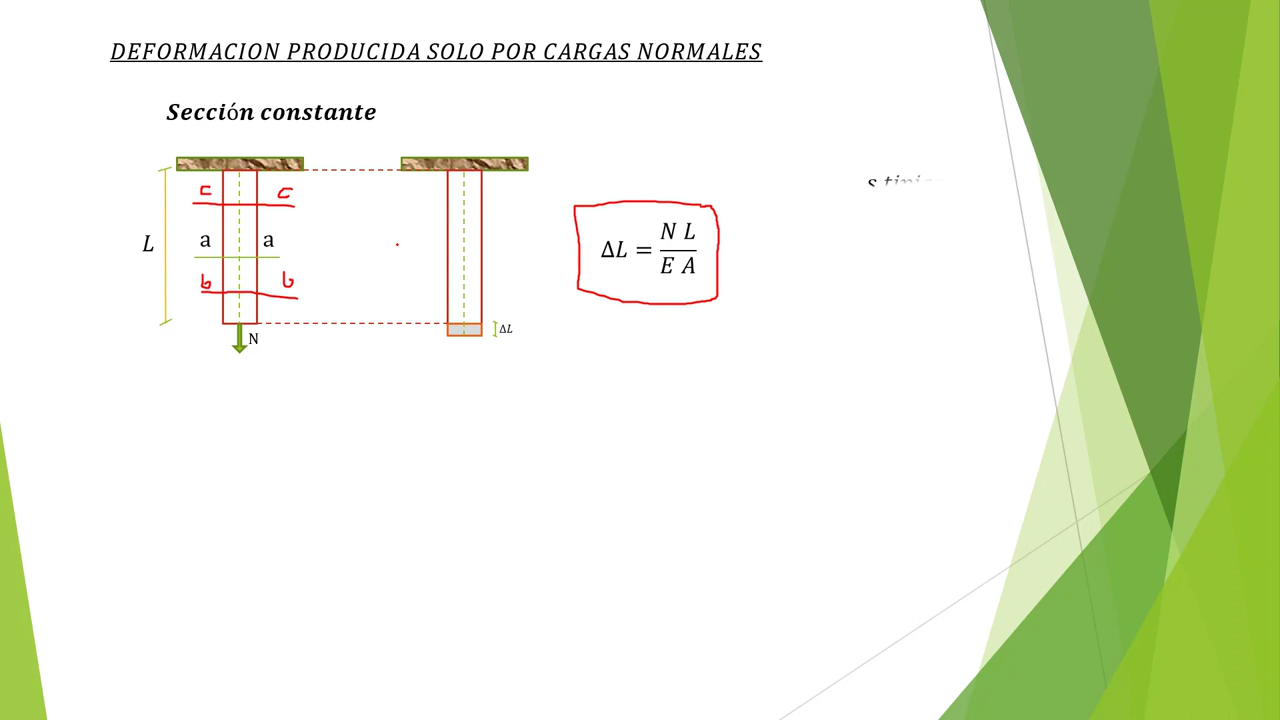 DEFORMACION PRODUCIDA SOLO POR CARGAS NORMALES
Sección constante
c c
L
a a
b b
N
ΔL
ΔL = N L / E A